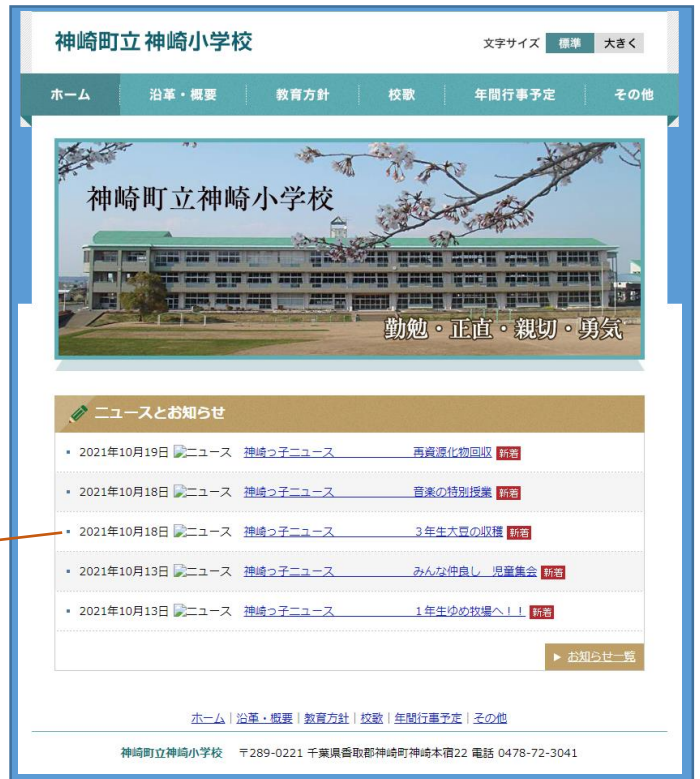 神崎町立 神崎小学校
文字サイズ 標準 大きく
ホーム 沿革・概要 教育方針 校歌 年間行事予定 その他
神崎町立神崎小学校
勤勉・正直・親切・勇気
ニュースとお知らせ
2021年10月19日 ニュース 神崎っ子ニュース 再資源化物回収 新着
2021年10月18日 ニュース 神崎っ子ニュース 音楽の特別授業 新着
2021年10月18日 ニュース 神崎っ子ニュース 3年生大豆の収穫 新着
2021年10月13日 ニュース 神崎っ子ニュース みんな仲良し 児童集会 新着
2021年10月13日 ニュース 神崎っ子ニュース 1年生ゆめ牧場へ!! 新着
お知らせ一覧
ホーム | 沿革・概要 | 教育方針 | 校歌 | 年間行事予定 | その他
神崎町立神崎小学校 〒289-0221 千葉県香取郡神崎町神崎本宿22 電話 0478-72-3041